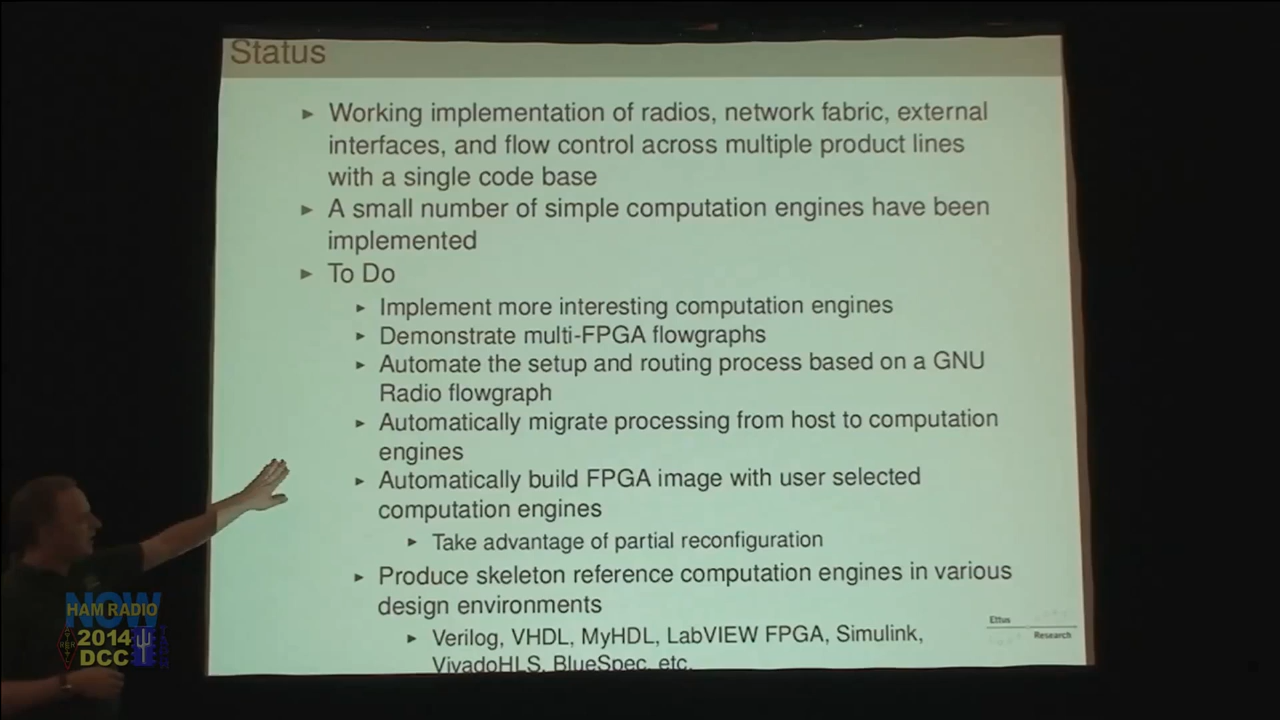 Status
Working implementation of radios, network fabric, external
interfaces, and flow control across multiple product lines
with a single code base
A small number of simple computation engines have been
implemented
To Do
Implement more interesting computation engines
Demonstrate multi-FPGA flowgraphs
Automate the setup and routing process based on a GNU
Radio flowgraph
Automatically migrate processing from host to computation
engines
Automatically build FPGA image with user selected
computation engines
Take advantage of partial reconfiguration
Produce skeleton reference computation engines in various
design environments
Verilog, VHDL, MyHDL, LabVIEW FPGA, Simulink,
VivadoHLS, BlueSpec, etc.
Ettus
Research
NOW
HAM RADIO
2014
DCC